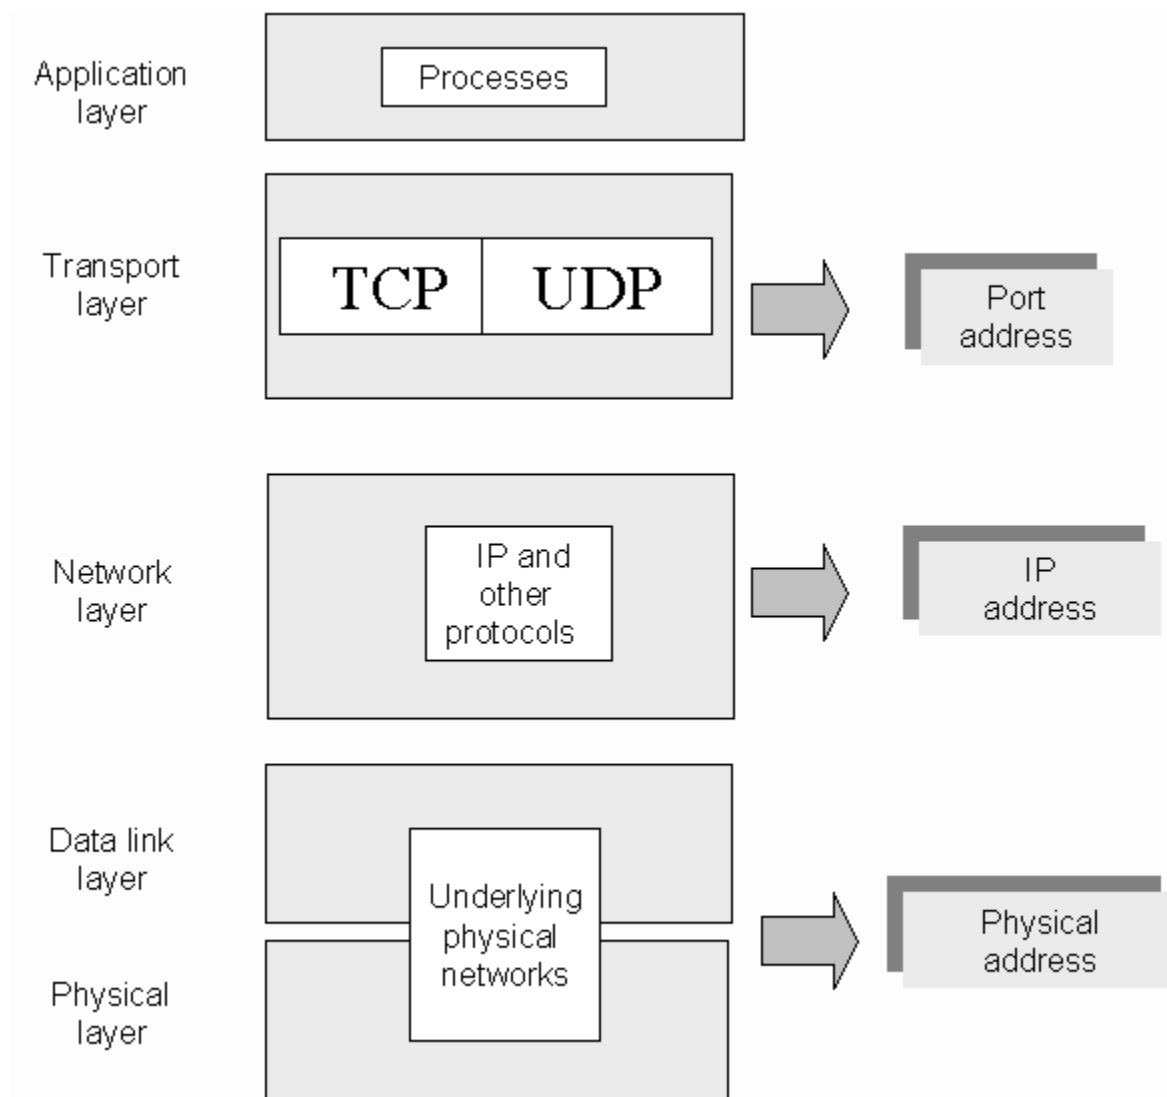 Application
layer
Processes
Transport
layer
TCP
UDP
Port
address
Network
layer
IP and
other
protocols
IP
address
Data link
layer
Underlying
physical
networks
Physical
address
Physical
layer